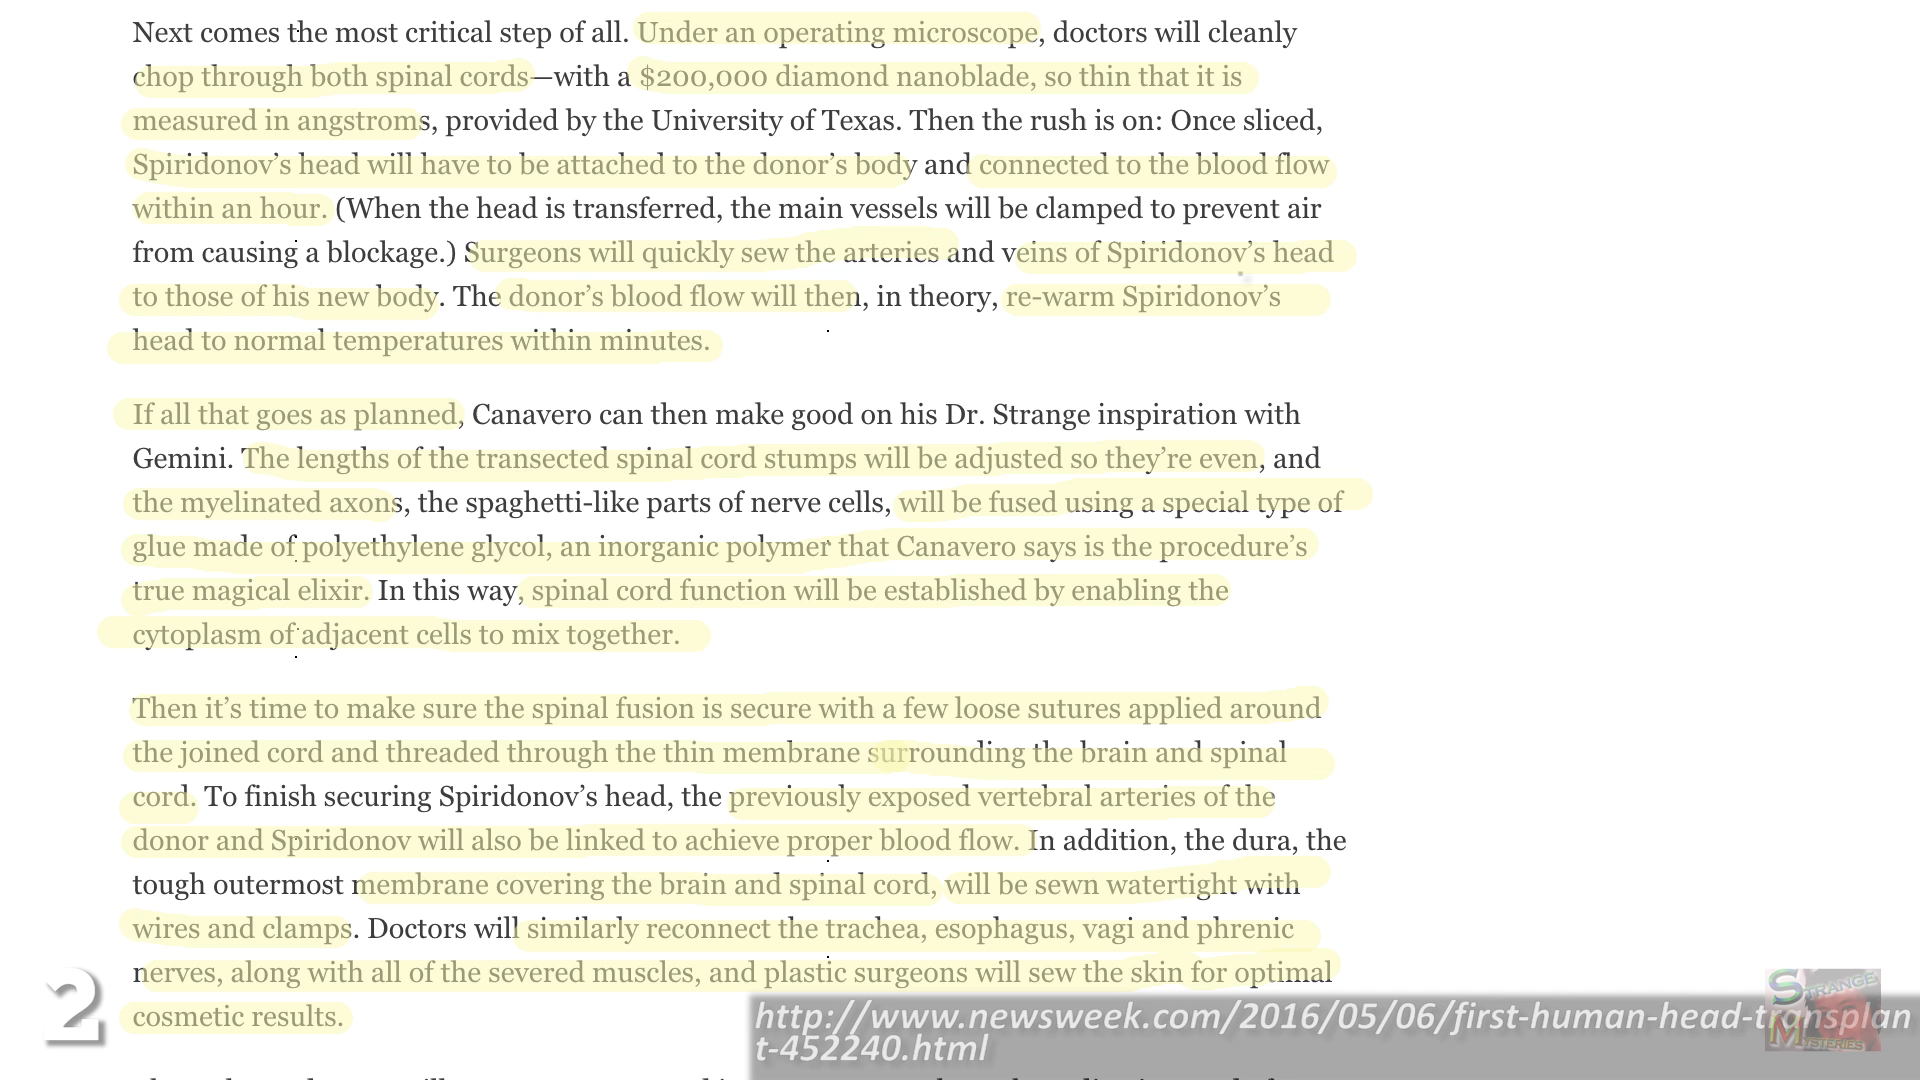 Next comes the most critical step of all. Under an operating microscope, doctors will cleanly
chop through both spinal cords—with a $200,000 diamond nanoblade, so thin that it is
measured in angstroms, provided by the University of Texas. Then the rush is on: Once sliced,
Spiridonov’s head will have to be attached to the donor’s body and connected to the blood flow
within an hour. (When the head is transferred, the main vessels will be clamped to prevent air
from causing a blockage.) Surgeons will quickly sew the arteries and veins of Spiridonov’s head
to those of his new body. The donor’s blood flow will then, in theory, re-warm Spiridonov’s
head to normal temperatures within minutes.
If all that goes as planned, Canavero can then make good on his Dr. Strange inspiration with
Gemini. The lengths of the transected spinal cord stumps will be adjusted so they’re even, and
the myelinated axons, the spaghetti-like parts of nerve cells, will be fused using a special type of
glue made of polyethylene glycol, an inorganic polymer that Canavero says is the procedure’s
true magical elixir. In this way, spinal cord function will be established by enabling the
cytoplasm of adjacent cells to mix together.
Then it’s time to make sure the spinal fusion is secure with a few loose sutures applied around
the joined cord and threaded through the thin membrane surrounding the brain and spinal
cord. To finish securing Spiridonov’s head, the previously exposed vertebral arteries of the
donor and Spiridonov will also be linked to achieve proper blood flow. In addition, the dura, the
tough outermost membrane covering the brain and spinal cord, will be sewn watertight with
wires and clamps. Doctors will similarly reconnect the trachea, esophagus, vagi and phrenic
nerves, along with all of the severed muscles, and plastic surgeons will sew the skin for optimal
cosmetic results.
2
http://www.newsweek.com/2016/05/06/first-human-head-transplan
t-452240.html
STRANGE
MYSTERIES